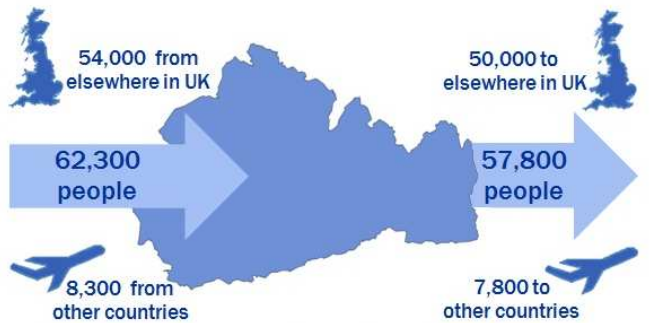 54,000 from
elsewhere in UK
62,300
people
8,300 from
other countries
50,000 to
elsewhere in UK
57,800
people
7,800 to
other countries